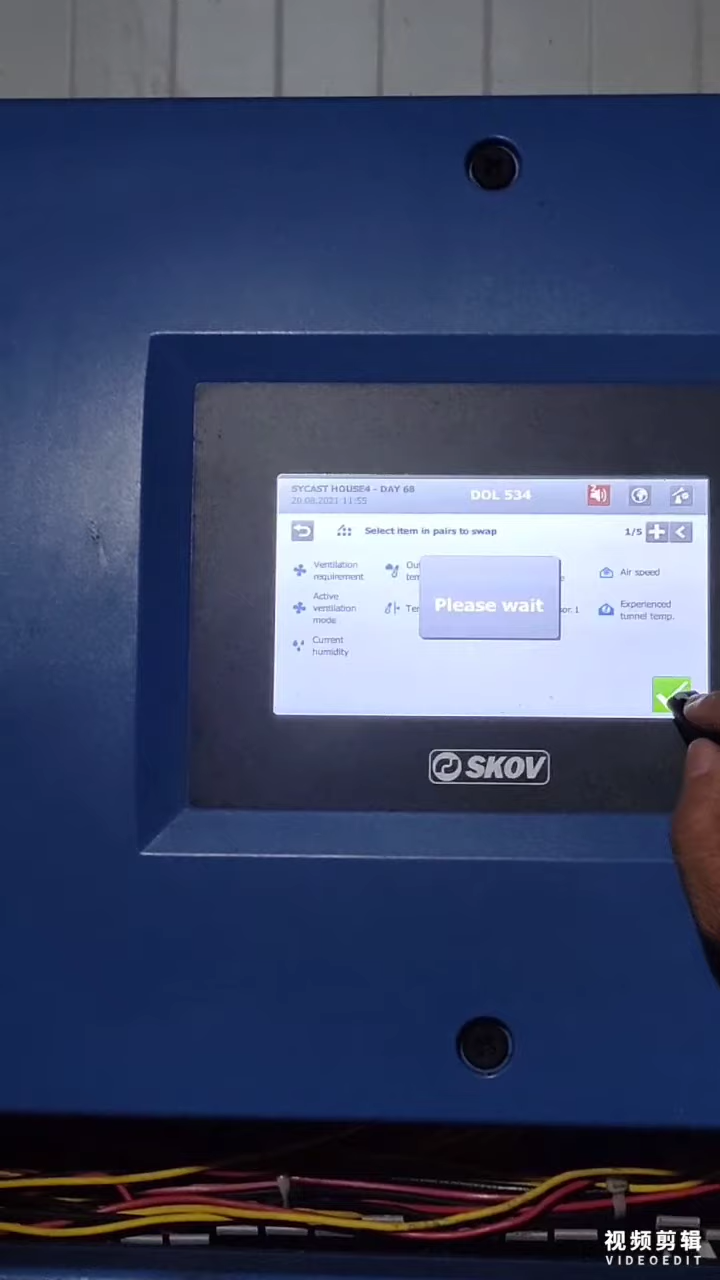 SYCAST HOUSE4 - DAY 68
20.08.2021 11:55
DOL 534
2
Select item in pairs to swap
1/5
Ventilation
requirement
Air speed
Active
ventilation
mode
Experienced
tunnel temp.
Current
humidity
Please wait
SKOV
视频剪辑
VIDEOEDIT